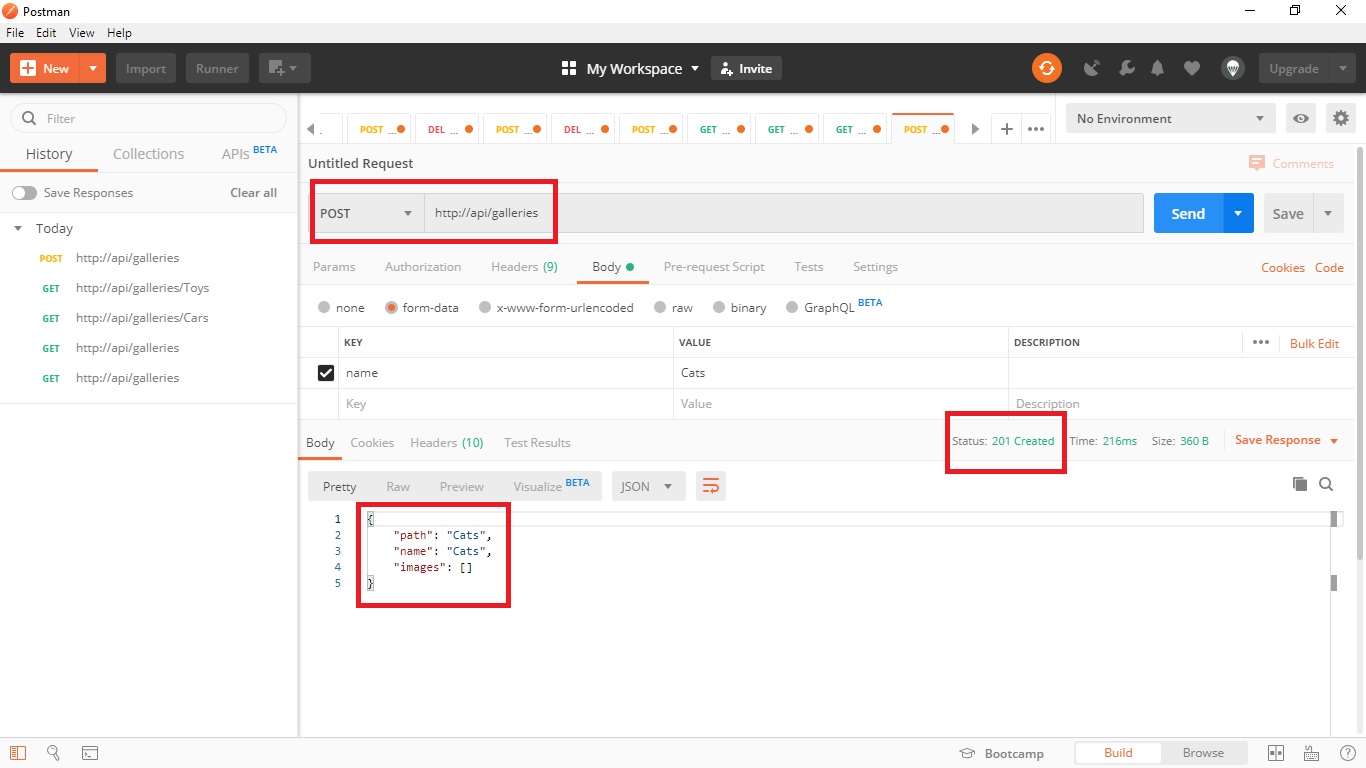 Postman
File Edit View Help
New Import Runner My Workspace Invite Upgrade
Filter
History Collections APIs BETA
Save Responses Clear all
Today
POST http://api/galleries
GET http://api/galleries/Toys
GET http://api/galleries/Cars
GET http://api/galleries
GET http://api/galleries
. POST ... DEL ... POST ... DEL ... POST ... GET ... GET ... GET ... POST ... + ••• No Environment
Untitled Request Comments
POST http://api/galleries Send Save
Params Authorization Headers (9) Body Pre-request Script Tests Settings Cookies Code
none form-data x-www-form-urlencoded raw binary GraphQL BETA
KEY VALUE DESCRIPTION ••• Bulk Edit
name Cats
Key Value Description
Body Cookies Headers (10) Test Results Status: 201 Created Time: 216ms Size: 360 B Save Response
Pretty Raw Preview Visualize BETA JSON
1 {
2 "path": "Cats",
3 "name": "Cats",
4 "images": []
5 }
Bootcamp Build Browse ?